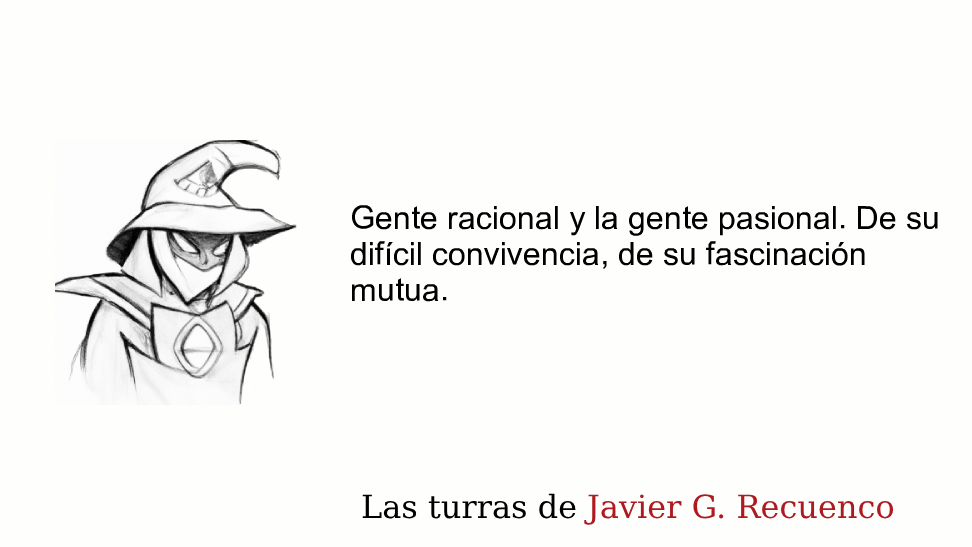 Gente racional y la gente pasional. De su
difícil convivencia, de su fascinación
mutua.
Las turras de Javier G. Recuenco